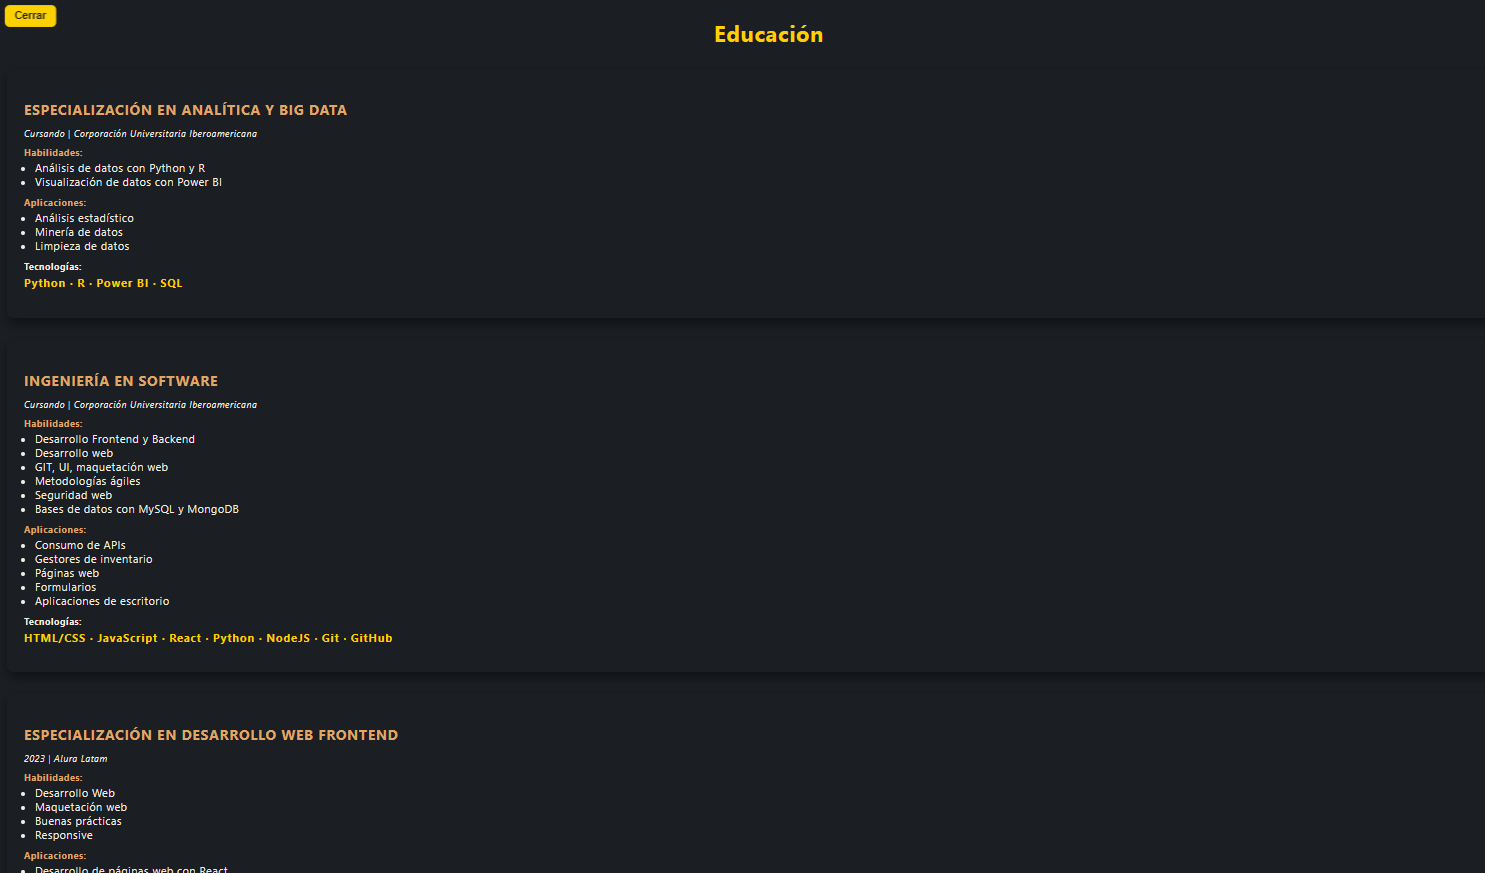 Cerrar
Educación
ESPECIALIZACIÓN EN ANALÍTICA Y BIG DATA
Cursando | Corporación Universitaria Iberoamericana
Habilidades:
• Análisis de datos con Python y R
• Visualización de datos con Power BI
Aplicaciones:
• Análisis estadístico
• Minería de datos
• Limpieza de datos
Tecnologías:
Python · R · Power BI · SQL
INGENIERÍA EN SOFTWARE
Cursando | Corporación Universitaria Iberoamericana
Habilidades:
• Desarrollo Frontend y Backend
• Desarrollo web
• GIT, UI, maquetación web
• Metodologías ágiles
• Seguridad web
• Bases de datos con MySQL y MongoDB
Aplicaciones:
• Consumo de APIs
• Gestores de inventario
• Páginas web
• Formularios
• Aplicaciones de escritorio
Tecnologías:
HTML/CSS · JavaScript · React · Python · NodeJS · Git · GitHub
ESPECIALIZACIÓN EN DESARROLLO WEB FRONTEND
2023 | Alura Latam
Habilidades:
• Desarrollo Web
• Maquetación web
• Buenas prácticas
• Responsive
Aplicaciones:
• Desarrollo de páginas web con React